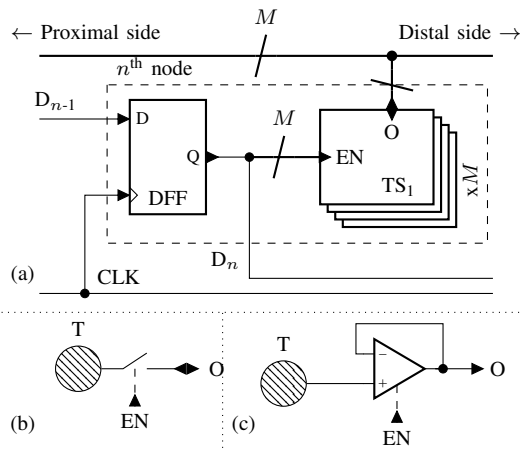 ← Proximal side M Distal side →
nᵗʰ node
Dₙ₋₁
D
M
O
Q
EN
DFF
TS₁
xM
Dₙ
(a)
CLK
T
T
−
O
O
+
(b)
EN
(c)
EN